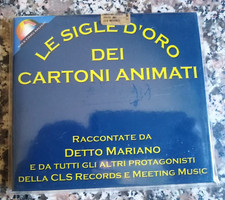 LE SIGLE D'ORO
DEI
CARTONI ANIMATI
RACCONTATE DA
DETTO MARIANO
E DA TUTTI GLI ALTRI PROTAGONISTI
DELLA CLS RECORDS E MEETING MUSIC